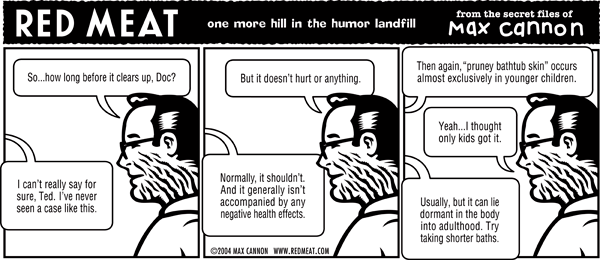 RED MEAT
one more hill in the humor landfill
from the secret files of
Max cannon
So...how long before it clears up, Doc?
I can't really say for
sure, Ted. I've never
seen a case like this.
But it doesn't hurt or anything.
Normally, it shouldn't.
And it generally isn't
accompanied by any
negative health effects.
©2004 MAX CANNON WWW.REDMEAT.COM
Then again, "pruney bathtub skin" occurs
almost exclusively in younger children.
Yeah...I thought
only kids got it.
Usually, but it can lie
dormant in the body
into adulthood. Try
taking shorter baths.